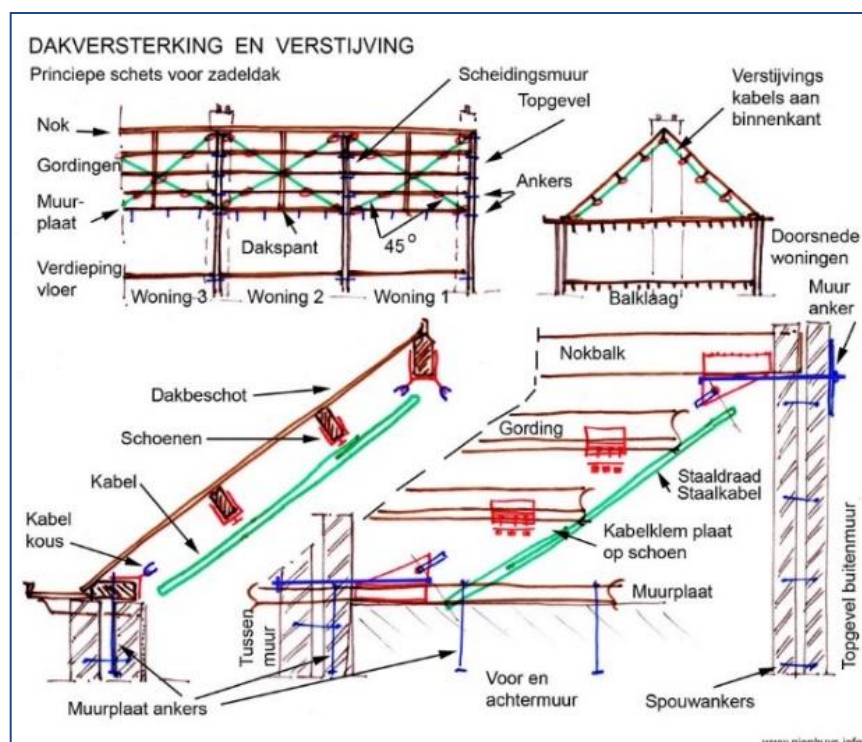 DAKVERSTERKING EN VERSTIJVING
Principe schets voor zadeldak
Scheidingsmuur
Topgevel
Verstijvings
kabels aan
binnenkant
Nok
Gordingen
Muur-
plaat
Ankers
Dakspant
45°
Verdieping
vloer
Woning 3
Woning 2
Woning 1
Balklaag
Doorsnede
woningen
Muur
anker
Nokbalk
Dakbeschot
Schoenen
Gording
Kabel
Staaldraad
Staalkabel
Kabel
kous
Kabelklem plaat
op schoen
Muurplaat
Tussen
muur
Topgevel buitenmuur
Muurplaat ankers
Voor en
achtermuur
Spouwankers